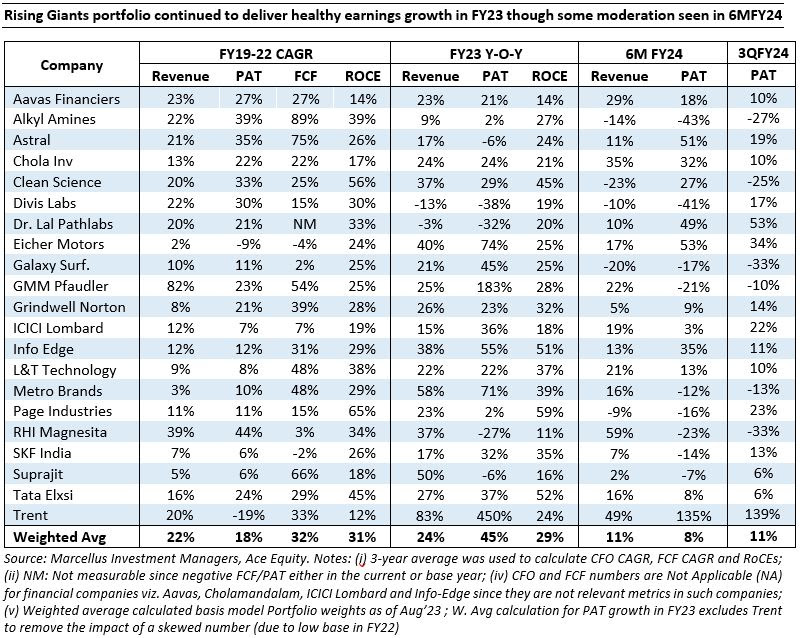 Rising Giants portfolio continued to deliver healthy earnings growth in FY23 though some moderation seen in 6MFY24
Company FY19-22 CAGR FY23 Y-O-Y 6M FY24 3QFY24
Revenue PAT FCF ROCE Revenue PAT ROCE Revenue PAT PAT
Aavas Financiers 23% 27% 27% 14% 23% 21% 14% 29% 18% 10%
Alkyl Amines 22% 39% 89% 39% 9% 2% 27% -14% -43% -27%
Astral 21% 35% 75% 26% 17% -6% 24% 11% 51% 19%
Chola Inv 13% 22% 22% 17% 24% 24% 21% 35% 32% 10%
Clean Science 20% 33% 25% 56% 37% 29% 45% -23% 27% -25%
Divis Labs 22% 30% 15% 30% -13% -38% 19% -10% -41% 17%
Dr. Lal Pathlabs 20% 21% NM 33% -3% -32% 20% 10% 49% 53%
Eicher Motors 2% -9% -4% 24% 40% 74% 25% 17% 53% 34%
Galaxy Surf. 10% 11% 2% 25% 21% 45% 25% -20% -17% -33%
GMM Pfaudler 82% 23% 54% 25% 25% 183% 28% 22% -21% -10%
Grindwell Norton 8% 21% 39% 28% 26% 23% 32% 5% 9% 14%
ICICI Lombard 12% 7% 7% 19% 15% 36% 18% 19% 3% 22%
Info Edge 12% 12% 31% 29% 38% 55% 51% 13% 35% 11%
L&T Technology 9% 8% 48% 38% 22% 22% 37% 21% 13% 10%
Metro Brands 3% 10% 48% 29% 58% 71% 39% 16% -12% -13%
Page Industries 11% 11% 15% 65% 23% 2% 59% -9% -16% 23%
RHI Magnesita 39% 44% 3% 34% 37% -27% 11% 59% -23% -33%
SKF India 7% 6% -2% 26% 17% 32% 35% 7% -14% 13%
Suprajit 5% 6% 66% 18% 50% -6% 16% 2% -7% 6%
Tata Elxsi 16% 24% 29% 45% 27% 37% 52% 16% 8% 6%
Trent 20% -19% 33% 12% 83% 450% 24% 49% 135% 139%
Weighted Avg 22% 18% 32% 31% 24% 45% 29% 11% 8% 11%
Source: Marcellus Investment Managers, Ace Equity. Notes: (i) 3-year average was used to calculate CFO CAGR, FCF CAGR and RoCEs;
(ii) NM: Not measurable since negative FCF/PAT either in the current or base year; (iv) CFO and FCF numbers are Not Applicable (NA)
for financial companies viz. Aavas, Cholamandalam, ICICI Lombard and Info-Edge since they are not relevant metrics in such companies;
(v) Weighted average calculated basis model Portfolio weights as of Aug'23 ; W. Avg calculation for PAT growth in FY23 excludes Trent
to remove the impact of a skewed number (due to low base in FY22)